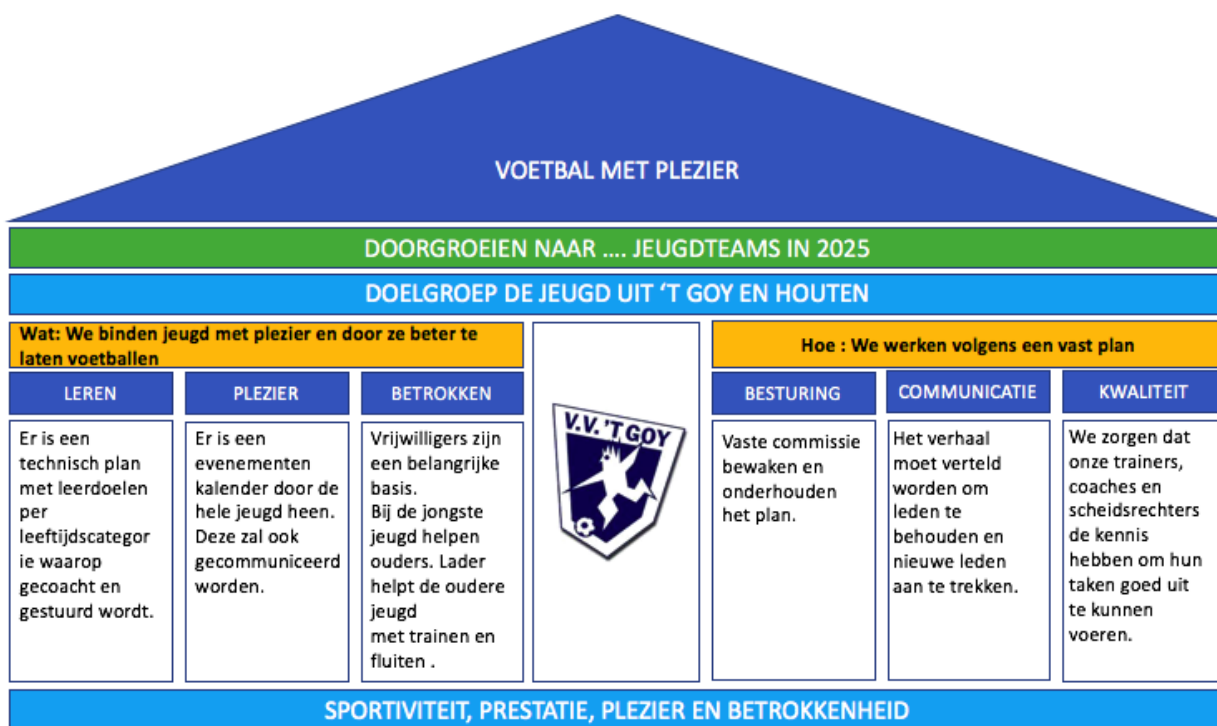 VOETBAL MET PLEZIER
DOORGROEIEN NAAR .... JEUGDTEAMS IN 2025
DOELGROEP DE JEUGD UIT ‘T GOY EN HOUTEN
Wat: We binden jeugd met plezier en door ze beter te
laten voetballen
LEREN
Er is een
technisch plan
met leerdoelen
per
leeftijdscategor
ie waarop
gecoacht en
gestuurd wordt.
PLEZIER
Er is een
evenementen
kalender door de
hele jeugd heen.
Deze zal ook
gecommuniceerd
worden.
BETROKKEN
Vrijwilligers zijn
een belangrijke
basis.
Bij de jongste
jeugd helpen
ouders. Lader
helpt de oudere
jeugd
met trainen en
fluiten .
V.V. 'T GOY
Hoe : We werken volgens een vast plan
BESTURING
Vaste commissie
bewaken en
onderhouden
het plan.
COMMUNICATIE
Het verhaal
moet verteld
worden om
leden te
behouden en
nieuwe leden
aan te trekken.
KWALITEIT
We zorgen dat
onze trainers,
coaches en
scheidsrechters
de kennis
hebben om hun
taken goed uit
te kunnen
voeren.
SPORTIVITEIT, PRESTATIE, PLEZIER EN BETROKKENHEID